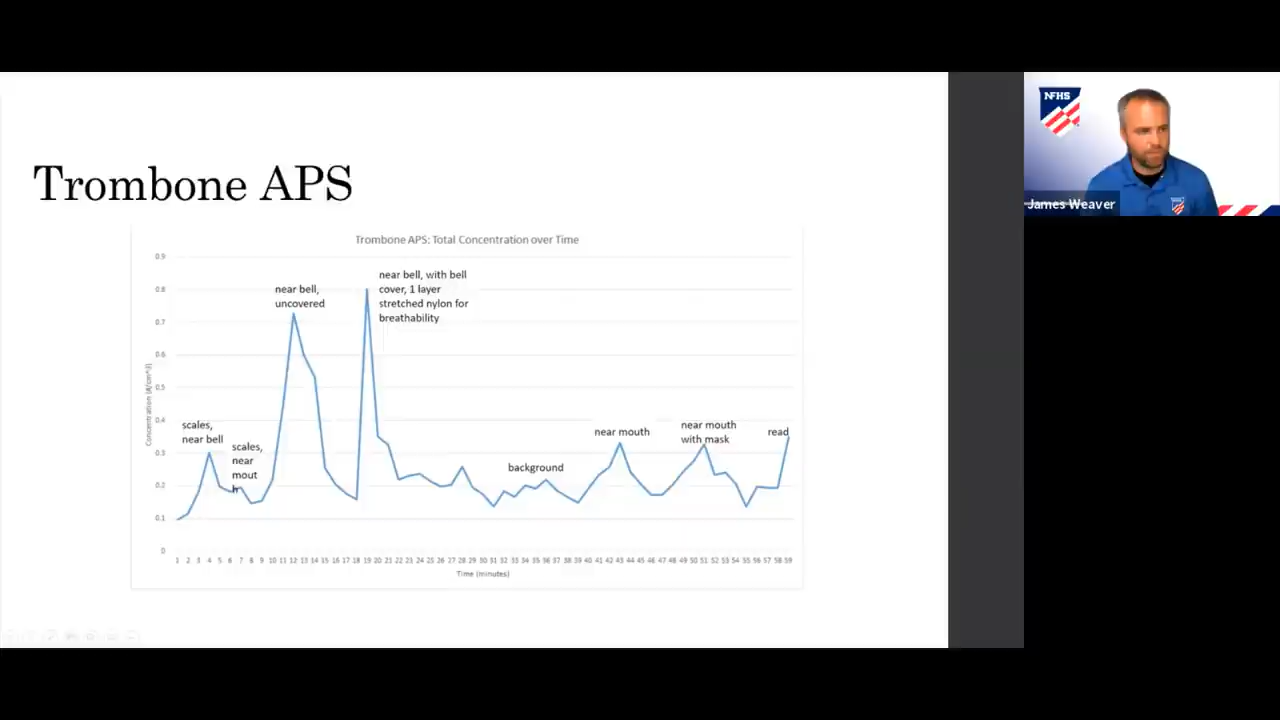 Trombone APS
Trombone APS: Total Concentration over Time
0.9
0.8
0.7
0.6
0.5
0.4
0.3
0.2
0.1
0
Concentration (#/cm^3)
near bell,
uncovered
near bell, with bell
cover, 1 layer
stretched nylon for
breathability
scales,
near bell
scales,
near
mout
h
background
near mouth
near mouth
with mask
read
1 2 3 4 5 6 7 8 9 10 11 12 13 14 15 16 17 18 19 20 21 22 23 24 25 26 27 28 29 30 31 32 33 34 35 36 37 38 39 40 41 42 43 44 45 46 47 48 49 50 51 52 53 54 55 56 57 58 59
Time (minutes)
NFHS
James Weaver